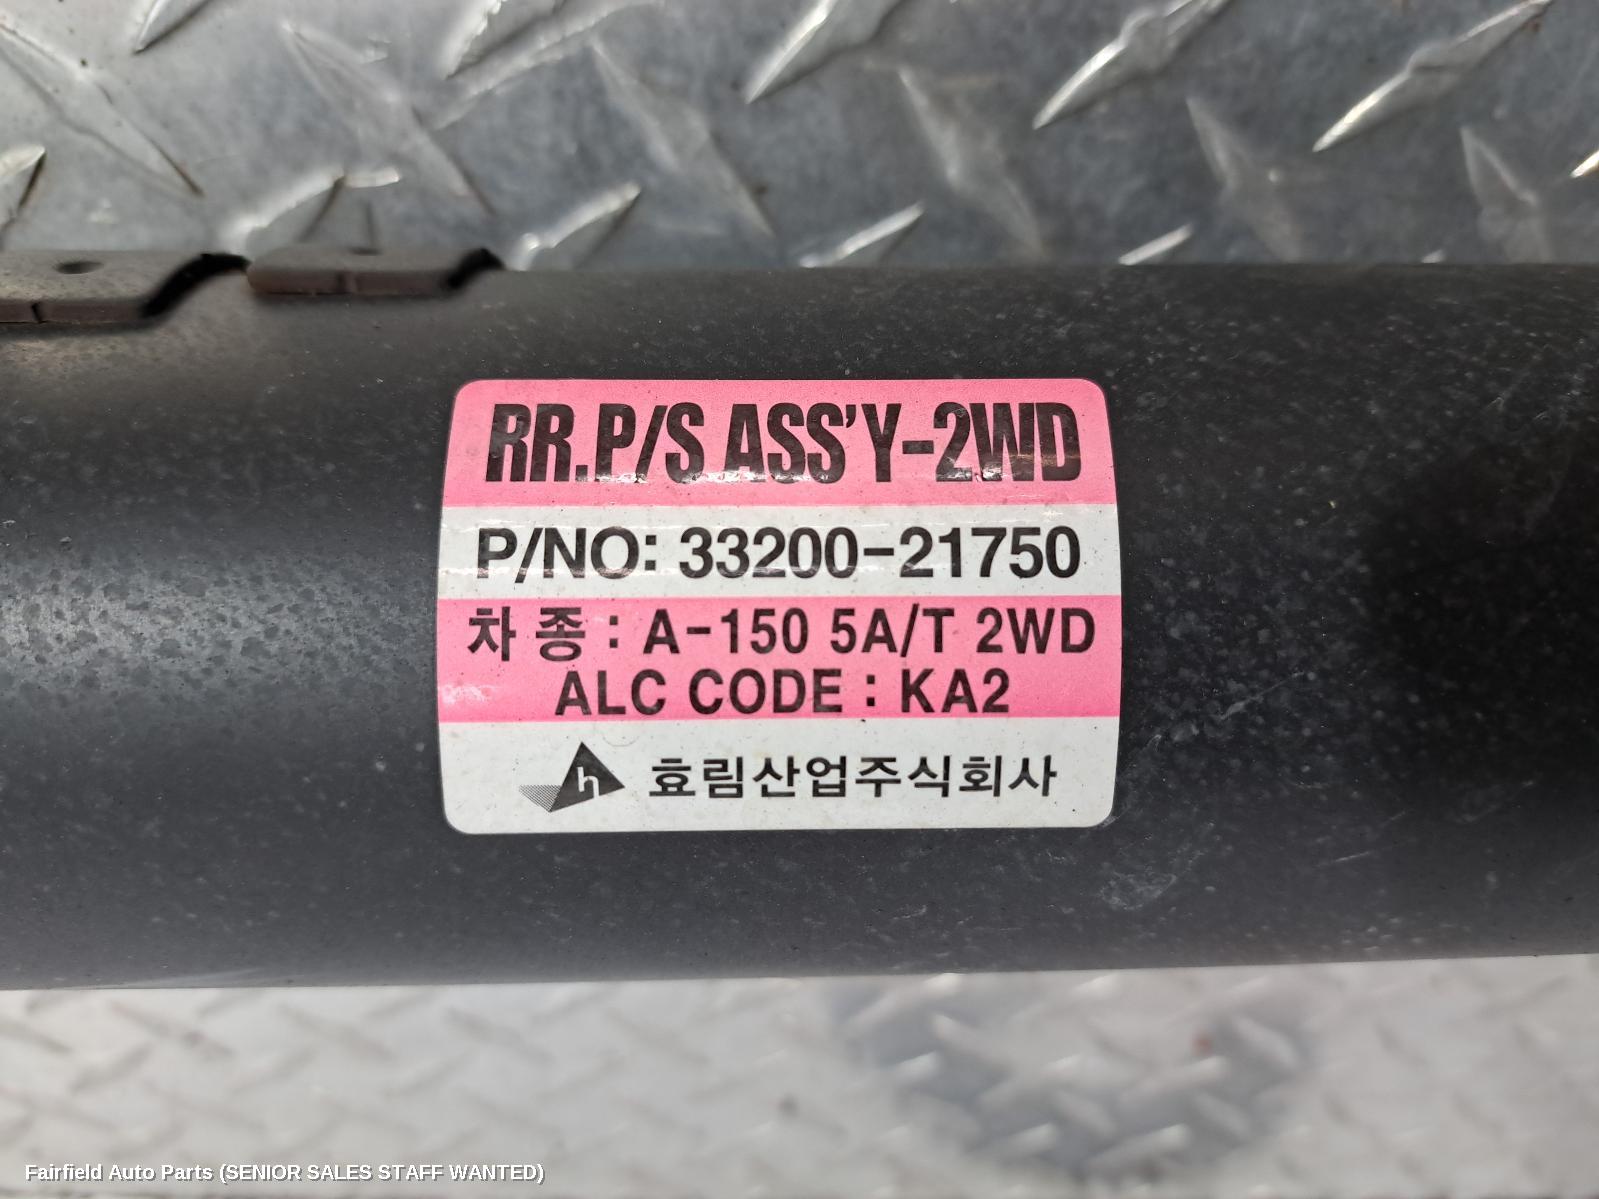 RR.P/S ASS'Y-2WD
P/NO: 33200-21750
차 종 : A-150 5A/T 2WD
ALC CODE : KA2
h 효림산업주식회사
Fairfield Auto Parts (SENIOR SALES STAFF WANTED)